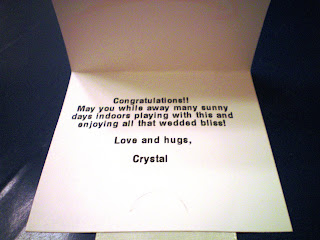 Congratulations!!
May you while away many sunny
days indoors playing with this and
enjoying all that wedded bliss!
Love and hugs,
Crystal